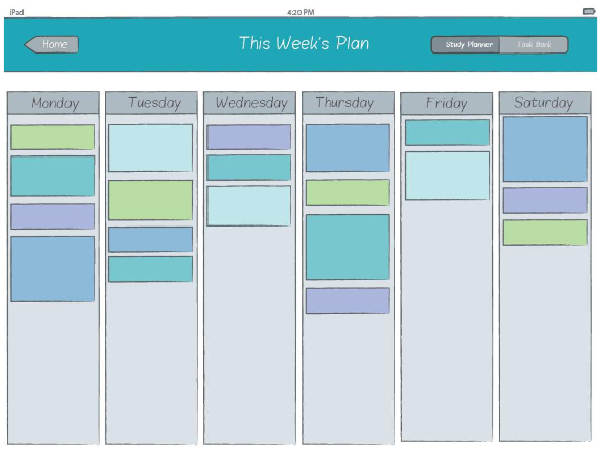 iPad
4:20 PM
Home
This Week's Plan
Study Planner
Task Bank
Monday
Tuesday
Wednesday
Thursday
Friday
Saturday